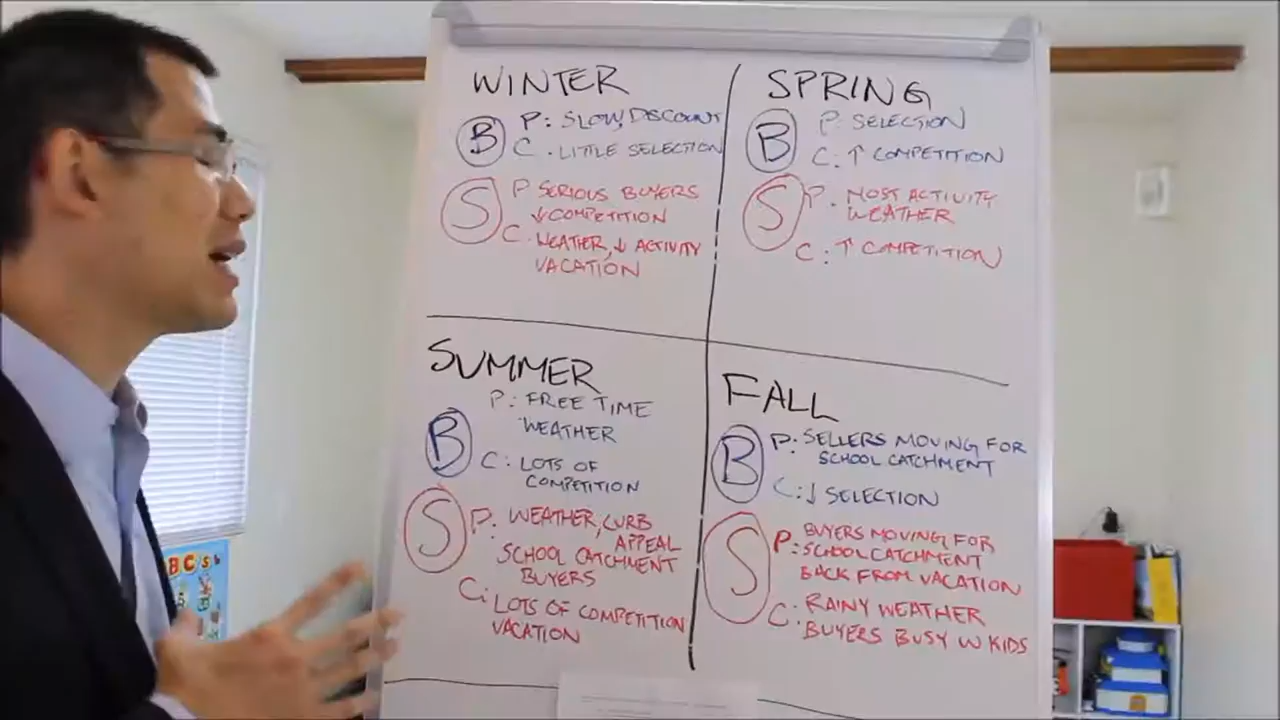 WINTER
B P: SLOW, DISCOUNT
C. LITTLE SELECTION
S P SERIOUS BUYERS
↓ COMPETITION
C. WEATHER, ↓ ACTIVITY
VACATION
SPRING
B P: SELECTION
C: ↑ COMPETITION
S P. MOST ACTIVITY
WEATHER
C: ↑ COMPETITION
SUMMER
P: FREE TIME
WEATHER
B
C: LOTS OF
COMPETITION
S P: WEATHER, CURB
APPEAL
SCHOOL CATCHMENT
BUYERS
C: LOTS OF COMPETITION
VACATION
FALL
B P: SELLERS MOVING FOR
SCHOOL CATCHMENT
C: ↓ SELECTION
S P: BUYERS MOVING FOR
SCHOOL CATCHMENT
BACK FROM VACATION
C: RAINY WEATHER
BUYERS BUSY W KIDS
BC's